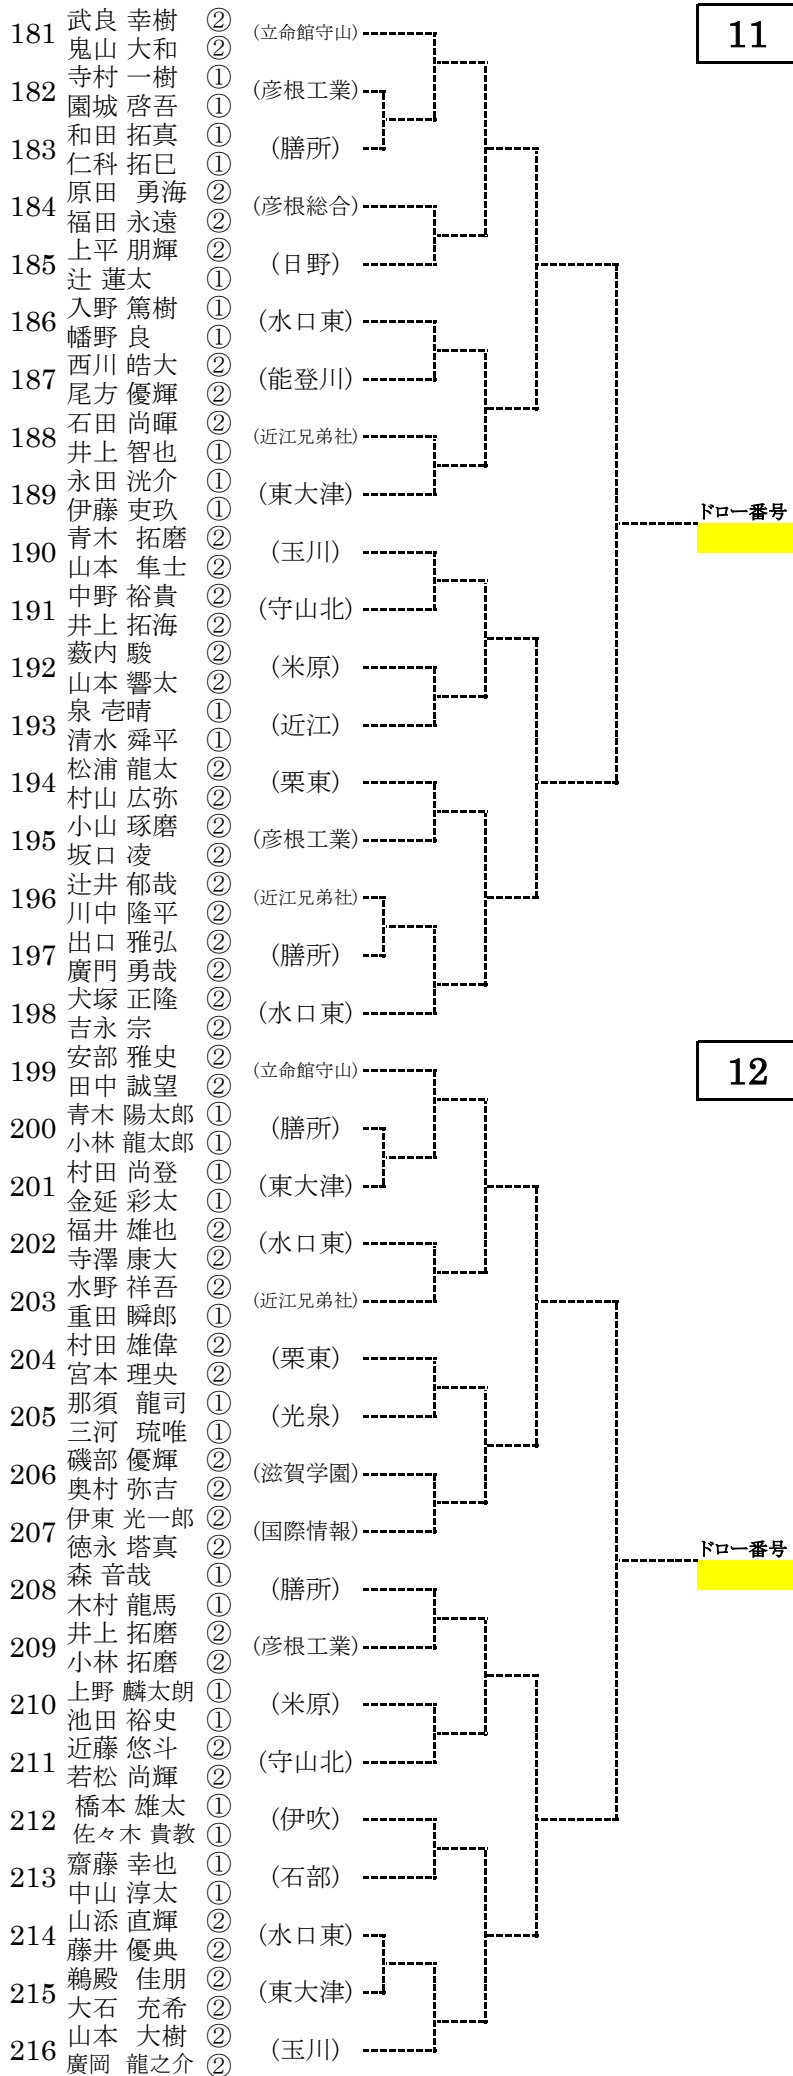 11
181 武良 幸樹 ② (立命館守山)
鬼山 大和 ②
182 寺村 一樹 ① (彦根工業)
園城 啓吾 ①
183 和田 拓真 ① (膳所)
仁科 拓巳 ①
184 原田 勇海 ② (彦根総合)
福田 永遠 ②
185 上平 朋輝 ② (日野)
辻 蓮太 ①
186 入野 篤樹 ① (水口東)
幡野 良 ①
187 西川 皓大 ② (能登川)
尾方 優輝 ②
188 石田 尚暉 ② (近江兄弟社)
井上 智也 ①
189 永田 洸介 ① (東大津)
伊藤 吏玖 ①
ドロー番号
190 青木 拓磨 ② (玉川)
山本 隼士 ②
191 中野 裕貴 ② (守山北)
井上 拓海 ②
192 薮内 駿 ② (米原)
山本 響太 ②
193 泉 壱晴 ① (近江)
清水 舜平 ①
194 松浦 龍太 ② (栗東)
村山 広弥 ②
195 小山 琢磨 ② (彦根工業)
坂口 凌 ②
196 辻井 郁哉 ② (近江兄弟社)
川中 隆平 ②
197 出口 雅弘 ② (膳所)
廣門 勇哉 ②
198 犬塚 正隆 ② (水口東)
吉永 宗 ②
12
199 安部 雅史 ② (立命館守山)
田中 誠望 ②
200 青木 陽太郎 ① (膳所)
小林 龍太郎 ①
201 村田 尚登 ① (東大津)
金延 彩太 ①
202 福井 雄也 ② (水口東)
寺澤 康大 ②
203 水野 祥吾 ② (近江兄弟社)
重田 瞬郎 ①
204 村田 雄偉 ② (栗東)
宮本 理央 ②
205 那須 龍司 ① (光泉)
三河 琉唯 ①
206 磯部 優輝 ② (滋賀学園)
奥村 弥吉 ②
207 伊東 光一郎 ② (国際情報)
徳永 塔真 ②
ドロー番号
208 森 音哉 ① (膳所)
木村 龍馬 ①
209 井上 拓磨 ② (彦根工業)
小林 拓磨 ②
210 上野 麟太朗 ① (米原)
池田 裕史 ①
211 近藤 悠斗 ② (守山北)
若松 尚輝 ②
212 橋本 雄太 ① (伊吹)
佐々木 貴教 ①
213 齋藤 幸也 ① (石部)
中山 淳太 ①
214 山添 直輝 ② (水口東)
藤井 優典 ②
215 鵜殿 佳朋 ② (東大津)
大石 充希 ②
216 山本 大樹 ② (玉川)
廣岡 龍之介 ②